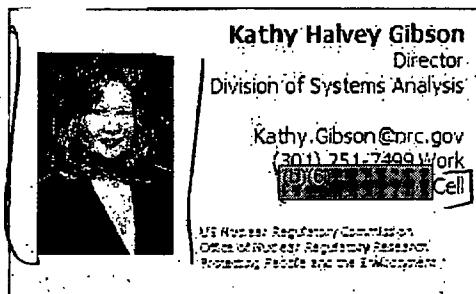 Kathy Halvey Gibson
Director
Division of Systems Analysis
Kathy.Gibson@nrc.gov
(301) 251-7499 Work
(b)(6) Cell
US Nuclear Regulatory Commission
Office of Nuclear Regulatory Research
Protecting People and the Environment